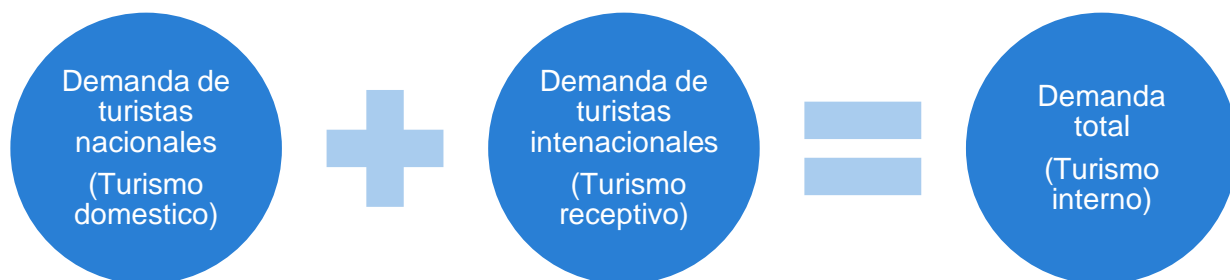 Demanda de
turistas
nacionales
(Turismo
domestico)
Demanda de
turistas
intenacionales
(Turismo
receptivo)
Demanda
total
(Turismo
interno)